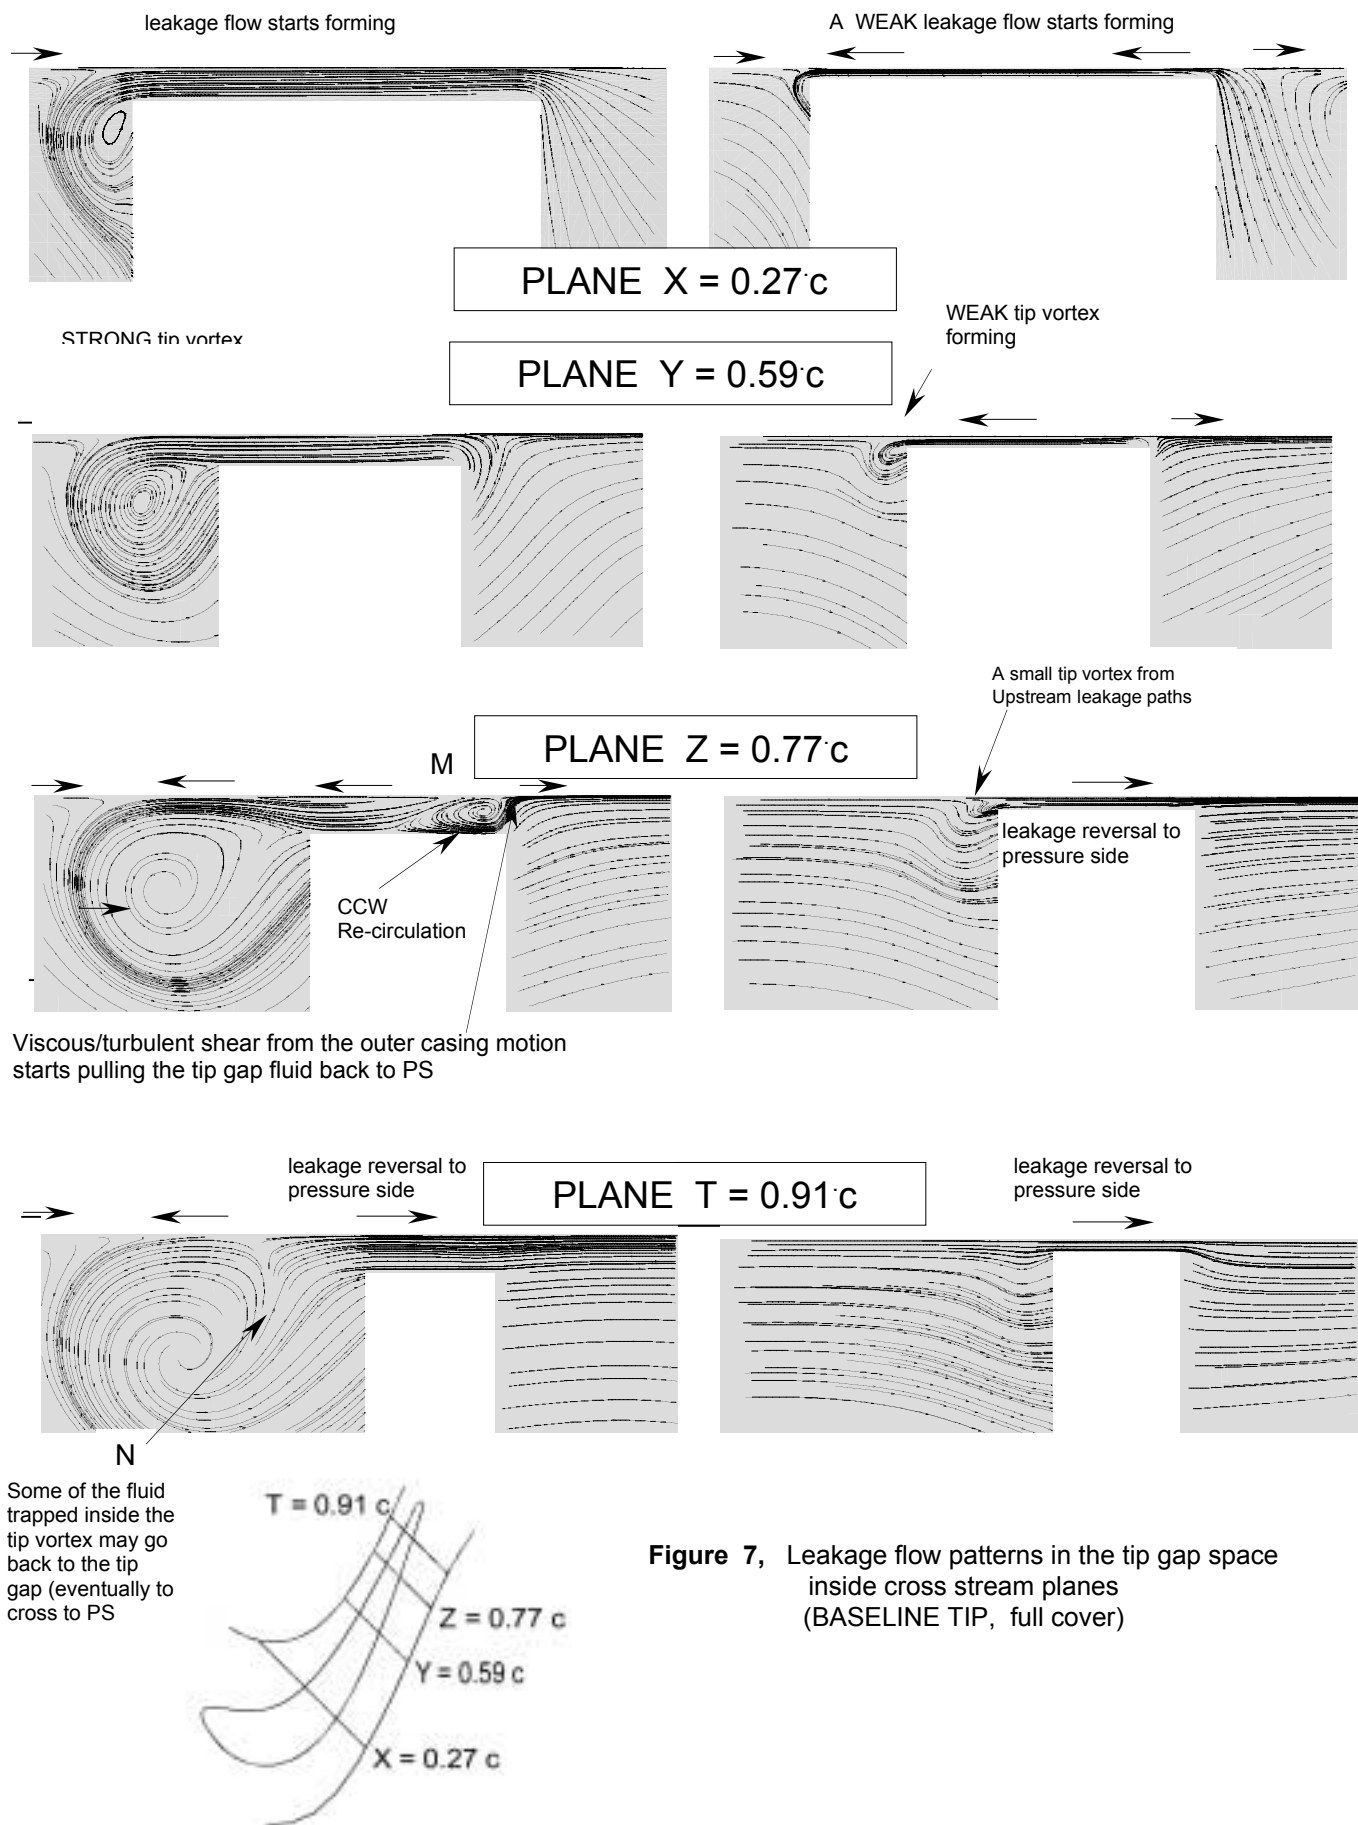 leakage flow starts forming
A WEAK leakage flow starts forming
PLANE X = 0.27·c
STRONG tip vortex
WEAK tip vortex
forming
PLANE Y = 0.59·c
A small tip vortex from
Upstream leakage paths
PLANE Z = 0.77·c
M
leakage reversal to
pressure side
CCW
Re-circulation
Viscous/turbulent shear from the outer casing motion
starts pulling the tip gap fluid back to PS
leakage reversal to
pressure side
PLANE T = 0.91·c
leakage reversal to
pressure side
N
Some of the fluid
trapped inside the
tip vortex may go
back to the tip
gap (eventually to
cross to PS
T = 0.91 c
Z = 0.77 c
Y = 0.59 c
X = 0.27 c
Figure 7, Leakage flow patterns in the tip gap space
inside cross stream planes
(BASELINE TIP, full cover)